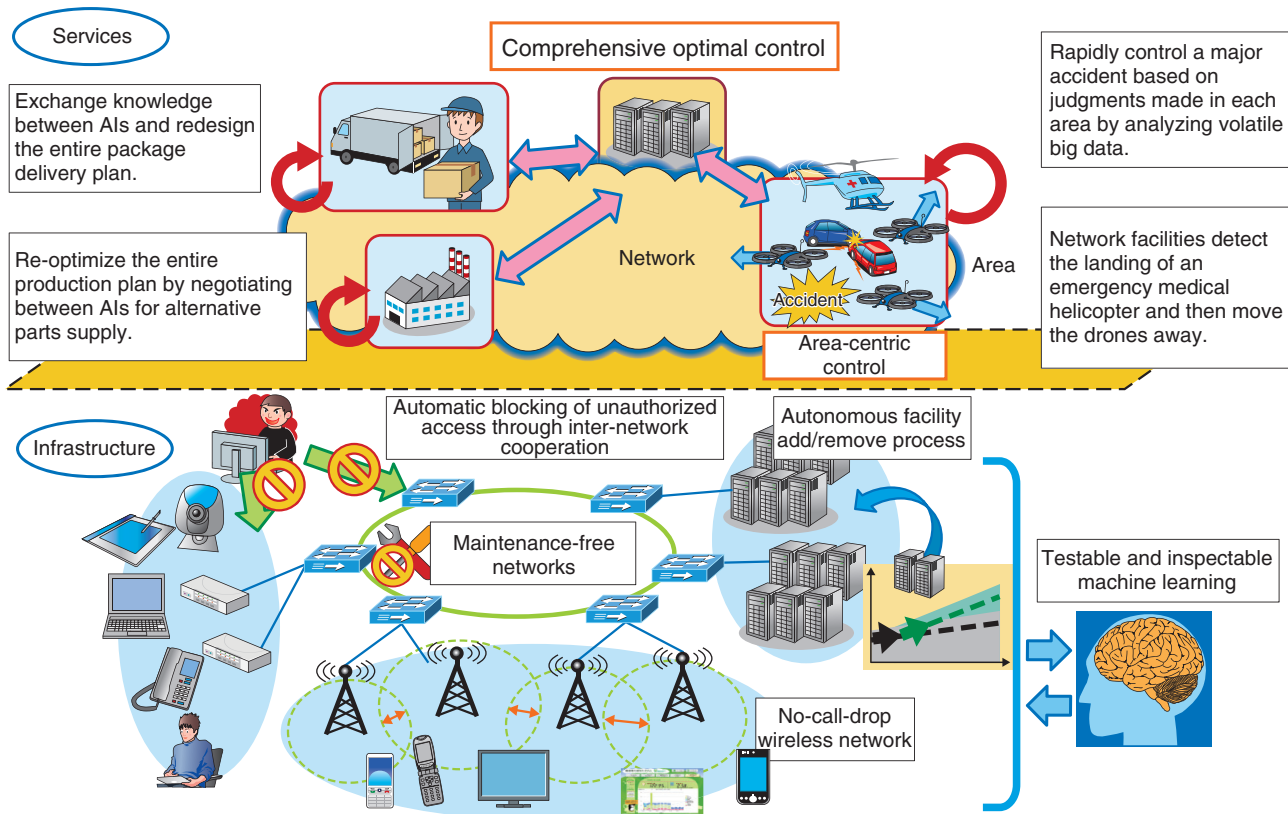 Services
Comprehensive optimal control
Exchange knowledge
between AIs and redesign
the entire package
delivery plan.
Rapidly control a major
accident based on
judgments made in each
area by analyzing volatile
big data.
Re-optimize the entire
production plan by negotiating
between AIs for alternative
parts supply.
Network
Accident
Area
Area-centric
control
Network facilities detect
the landing of an
emergency medical
helicopter and then move
the drones away.
Infrastructure
Automatic blocking of unauthorized
access through inter-network
cooperation
Autonomous facility
add/remove process
Maintenance-free
networks
Testable and inspectable
machine learning
No-call-drop
wireless network